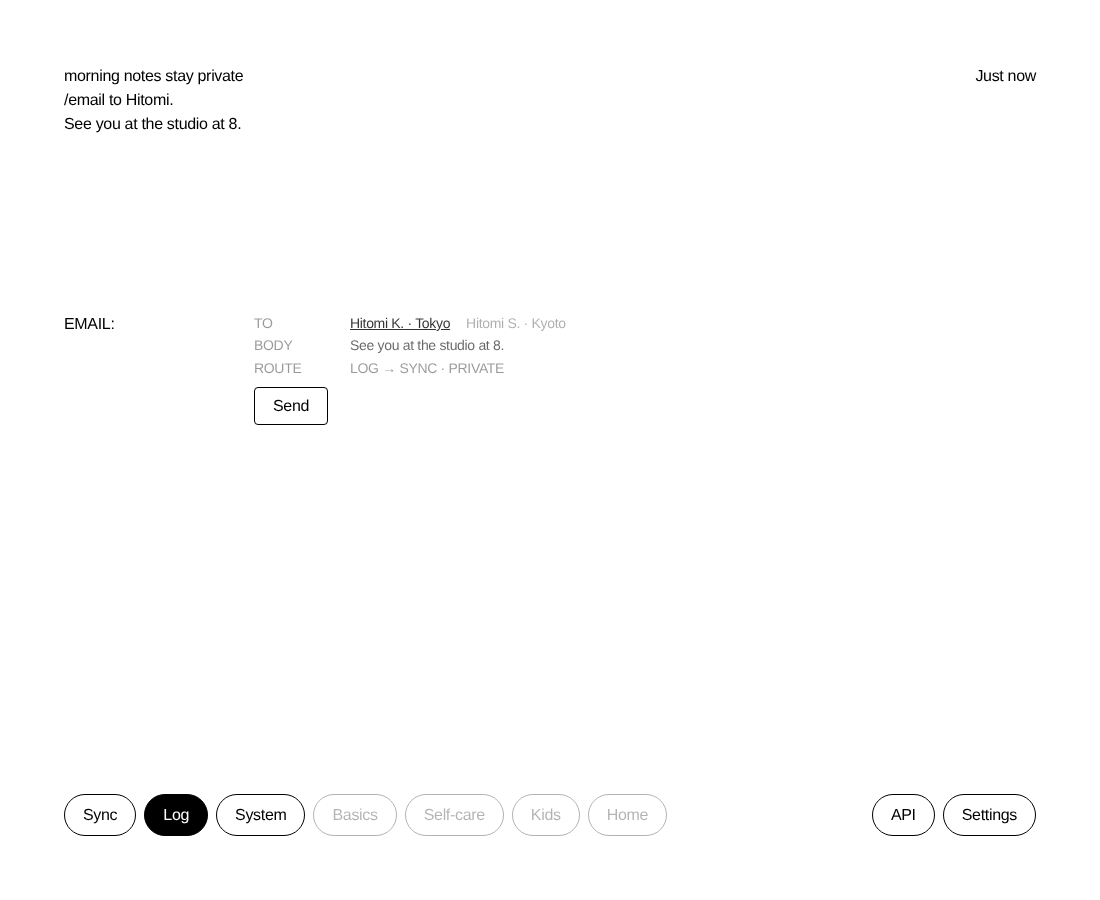 morning notes stay private
Just now
/email to Hitomi.
See you at the studio at 8.
EMAIL:
TO Hitomi K. · Tokyo Hitomi S. · Kyoto
BODY See you at the studio at 8.
ROUTE LOG → SYNC · PRIVATE
Send
Sync Log System Basics Self-care Kids Home API Settings